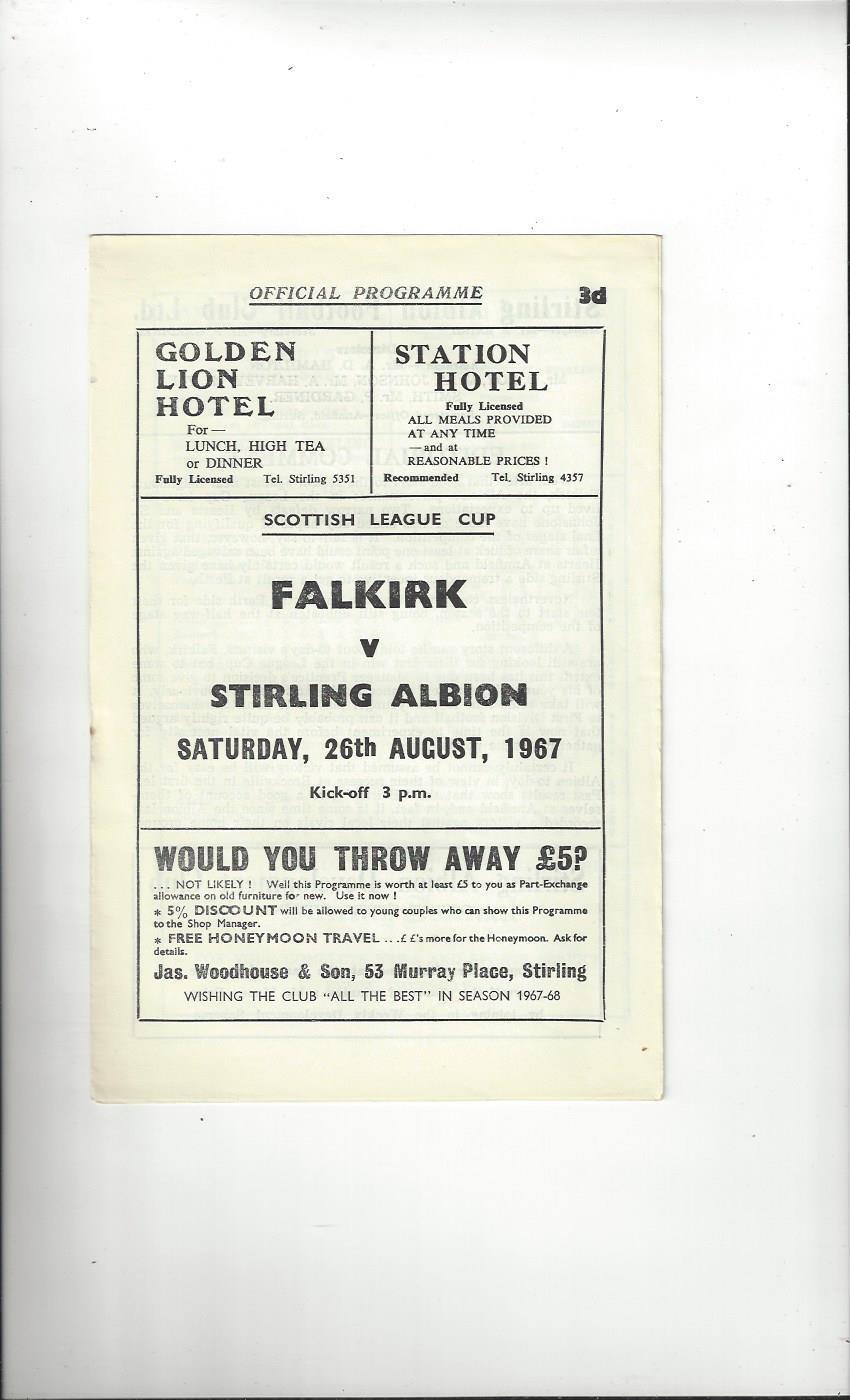 OFFICIAL PROGRAMME 3d
GOLDEN
LION
HOTEL
For —
LUNCH, HIGH TEA
or DINNER
Fully Licensed Tel. Stirling 5351
STATION
HOTEL
Fully Licensed
ALL MEALS PROVIDED
AT ANY TIME
—and at
REASONABLE PRICES !
Recommended Tel. Stirling 4357
SCOTTISH LEAGUE CUP
FALKIRK
v
STIRLING ALBION
SATURDAY, 26th AUGUST, 1967
Kick-off 3 p.m.
WOULD YOU THROW AWAY £5?
... NOT LIKELY ! Well this Programme is worth at least £5 to you as Part-Exchange
allowance on old furniture for new. Use it now !
* 5% DISCOUNT will be allowed to young couples who can show this Programme
to the Shop Manager.
* FREE HONEYMOON TRAVEL ...£ £'s more for the Honeymoon. Ask for
details.
Jas. Woodhouse & Son, 53 Murray Place, Stirling
WISHING THE CLUB "ALL THE BEST" IN SEASON 1967-68